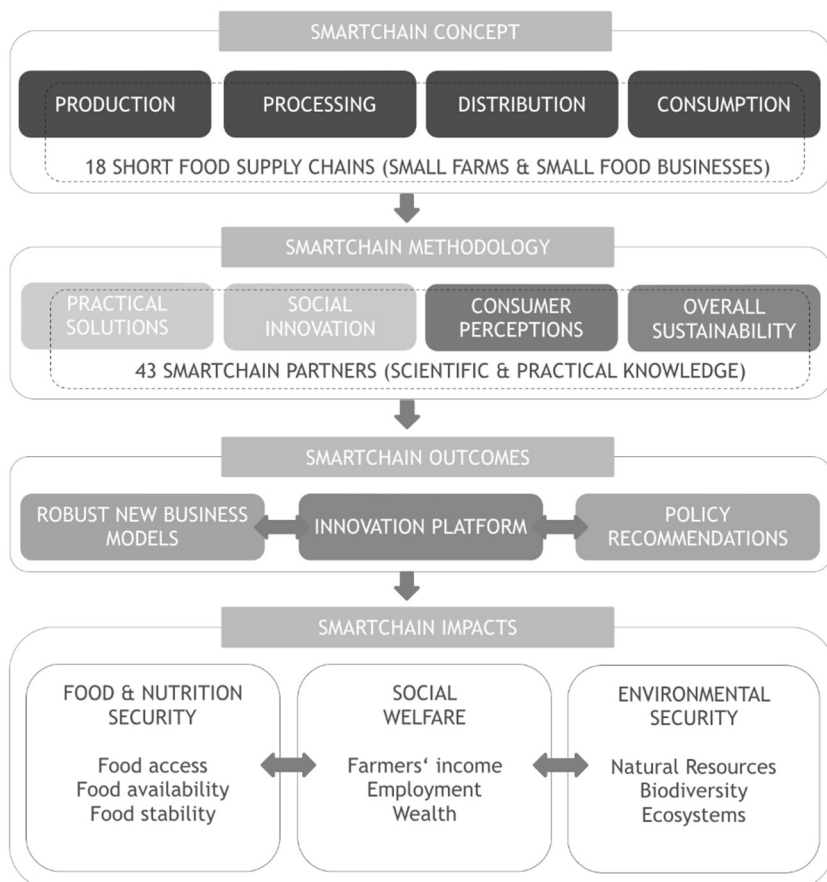 SMARTCHAIN CONCEPT
PRODUCTION
PROCESSING
DISTRIBUTION
CONSUMPTION
18 SHORT FOOD SUPPLY CHAINS (SMALL FARMS & SMALL FOOD BUSINESSES)
SMARTCHAIN METHODOLOGY
PRACTICAL
SOLUTIONS
SOCIAL
INNOVATION
CONSUMER
PERCEPTIONS
OVERALL
SUSTAINABILITY
43 SMARTCHAIN PARTNERS (SCIENTIFIC & PRACTICAL KNOWLEDGE)
SMARTCHAIN OUTCOMES
ROBUST NEW BUSINESS
MODELS
INNOVATION PLATFORM
POLICY
RECOMMENDATIONS
SMARTCHAIN IMPACTS
FOOD & NUTRITION
SECURITY
Food access
Food availability
Food stability
SOCIAL
WELFARE
Farmers‘ income
Employment
Wealth
ENVIRONMENTAL
SECURITY
Natural Resources
Biodiversity
Ecosystems